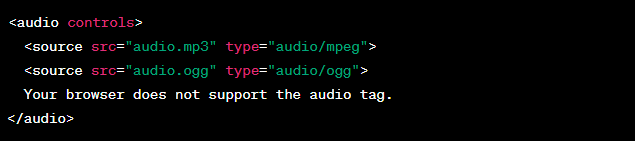 <audio controls>
  <source src="audio.mp3" type="audio/mpeg">
  <source src="audio.ogg" type="audio/ogg">
  Your browser does not support the audio tag.
</audio>